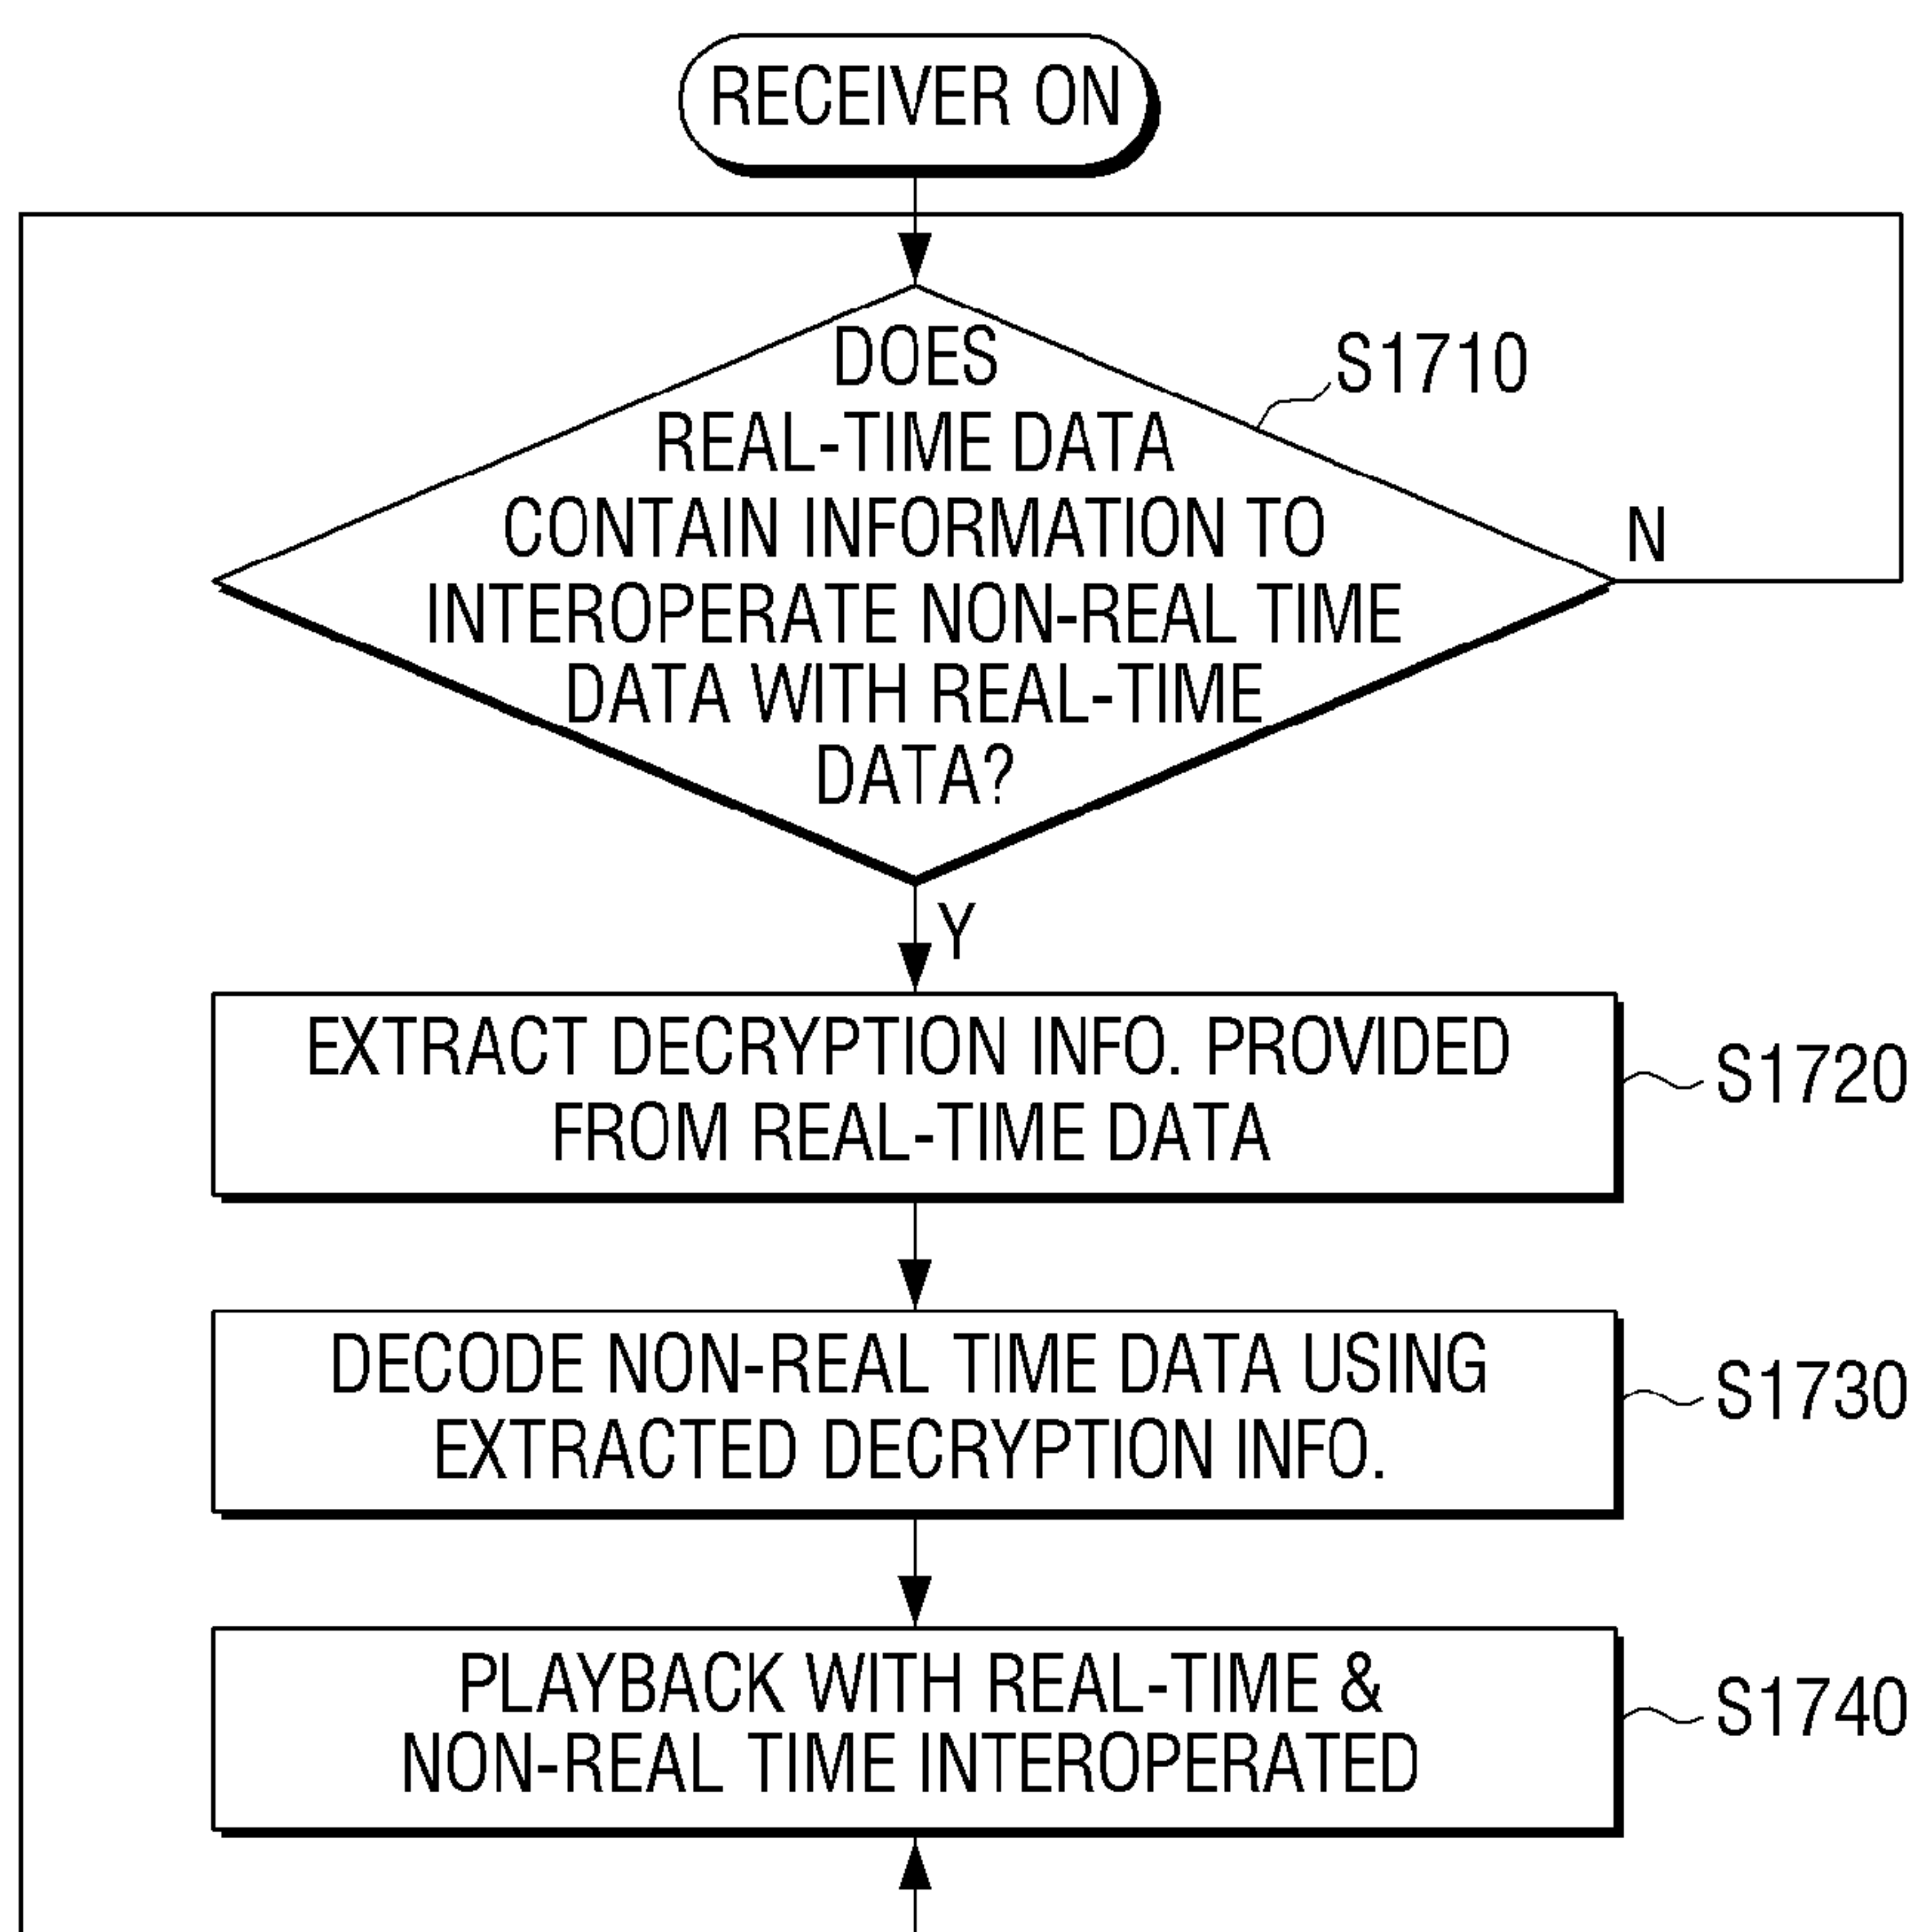 RECEIVER ON
DOES
REAL-TIME DATA
CONTAIN INFORMATION TO
INTEROPERATE NON-REAL TIME
DATA WITH REAL-TIME
DATA?
S1710
N
Y
EXTRACT DECRYPTION INFO. PROVIDED
FROM REAL-TIME DATA
S1720
DECODE NON-REAL TIME DATA USING
EXTRACTED DECRYPTION INFO.
S1730
PLAYBACK WITH REAL-TIME &
NON-REAL TIME INTEROPERATED
S1740